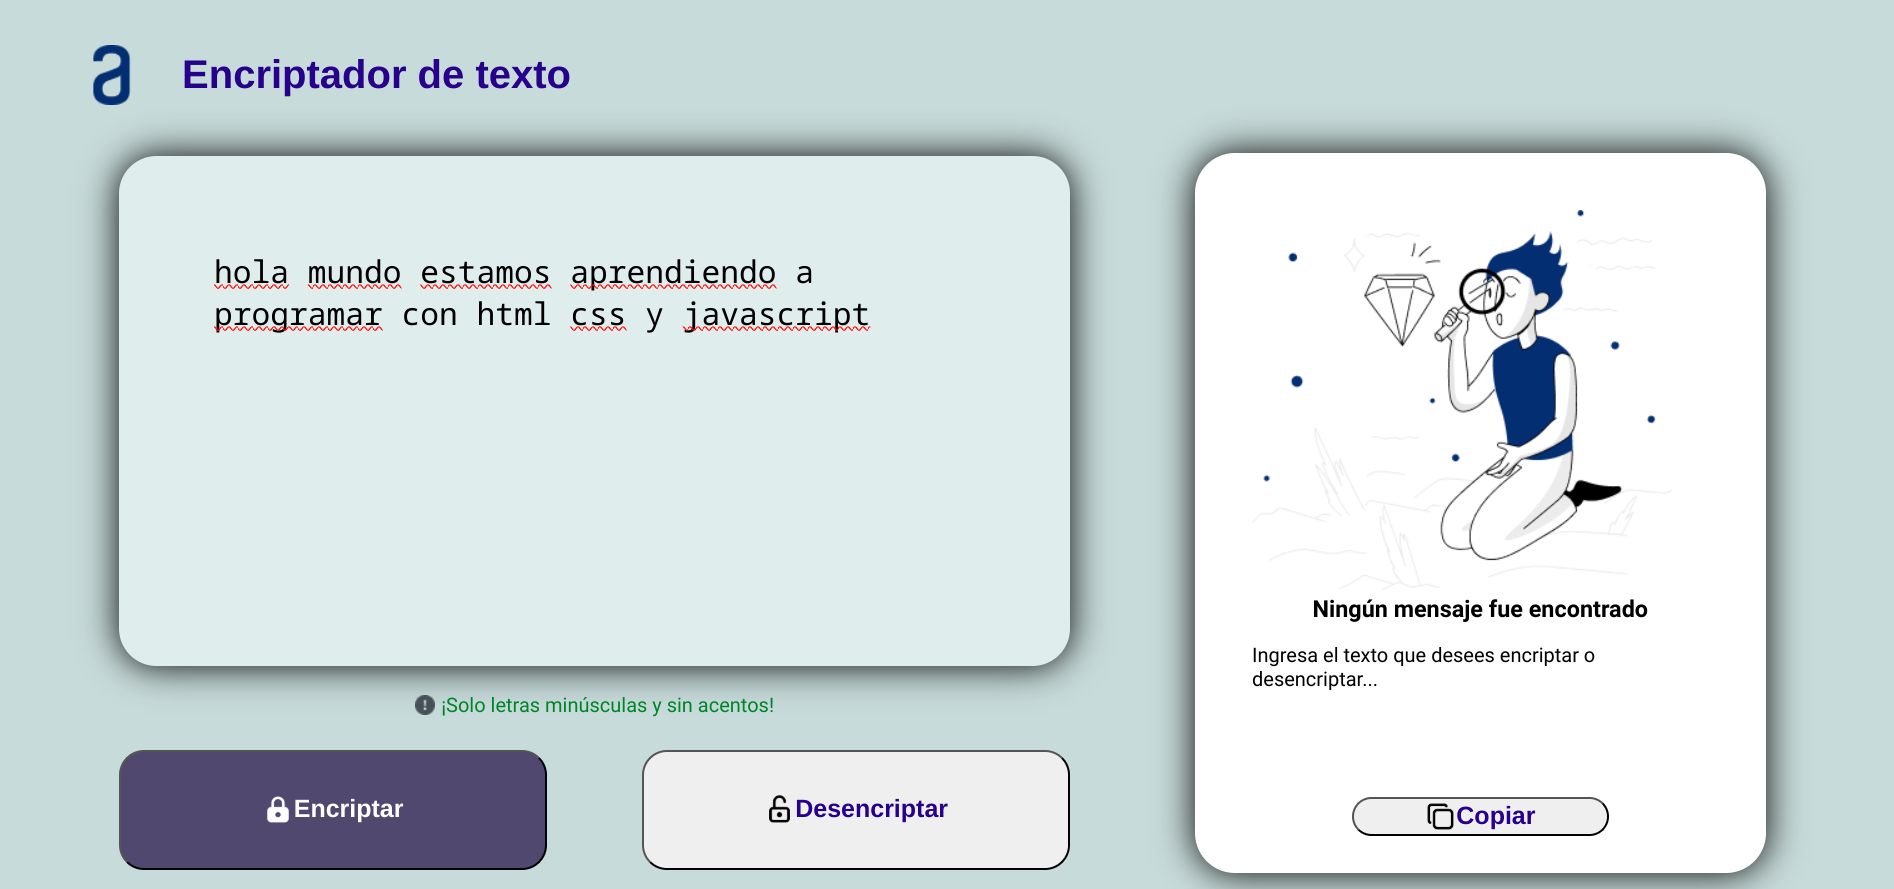 a
Encriptador de texto
hola mundo estamos aprendiendo a
programar con html css y javascript
¡Solo letras minúsculas y sin acentos!
Encriptar
Desencriptar
Ningún mensaje fue encontrado
Ingresa el texto que desees encriptar o
desencriptar...
Copiar